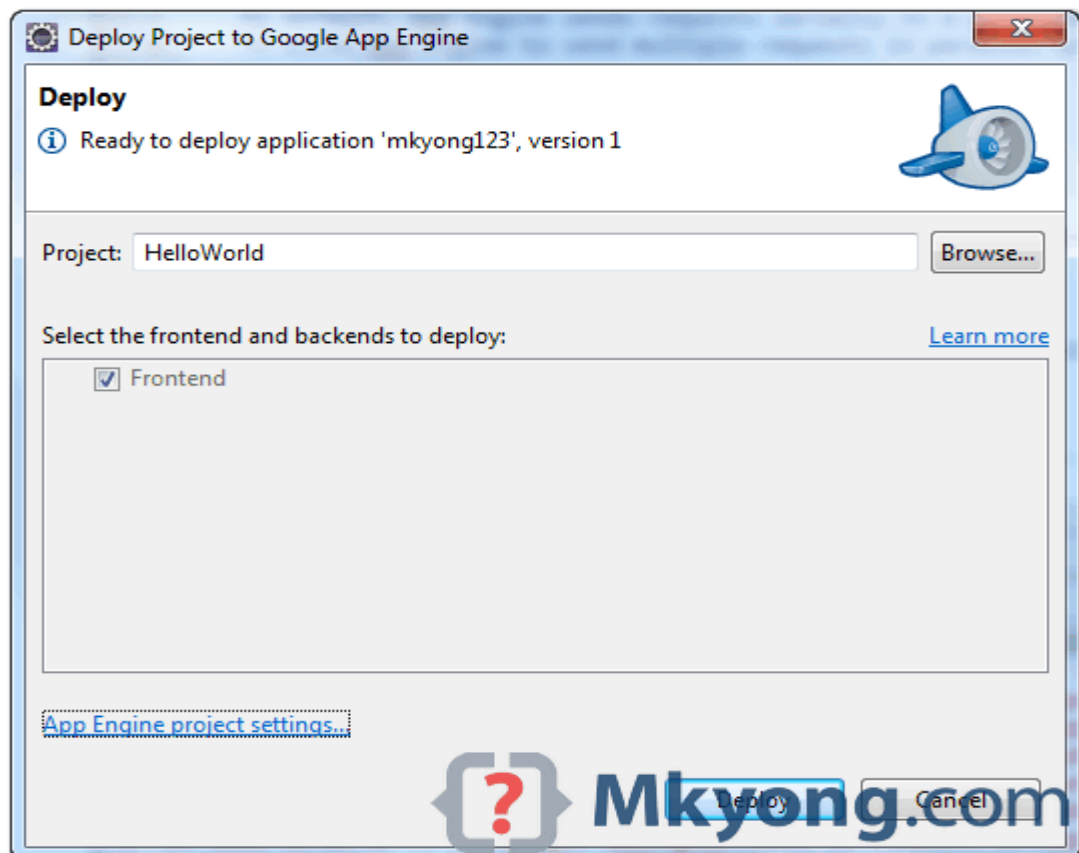 Deploy Project to Google App Engine
X
Deploy
i Ready to deploy application 'mkyong123', version 1
Project: HelloWorld Browse...
Select the frontend and backends to deploy: Learn more
Frontend
App Engine project settings...
Deploy Cancel
? Mkyong.com